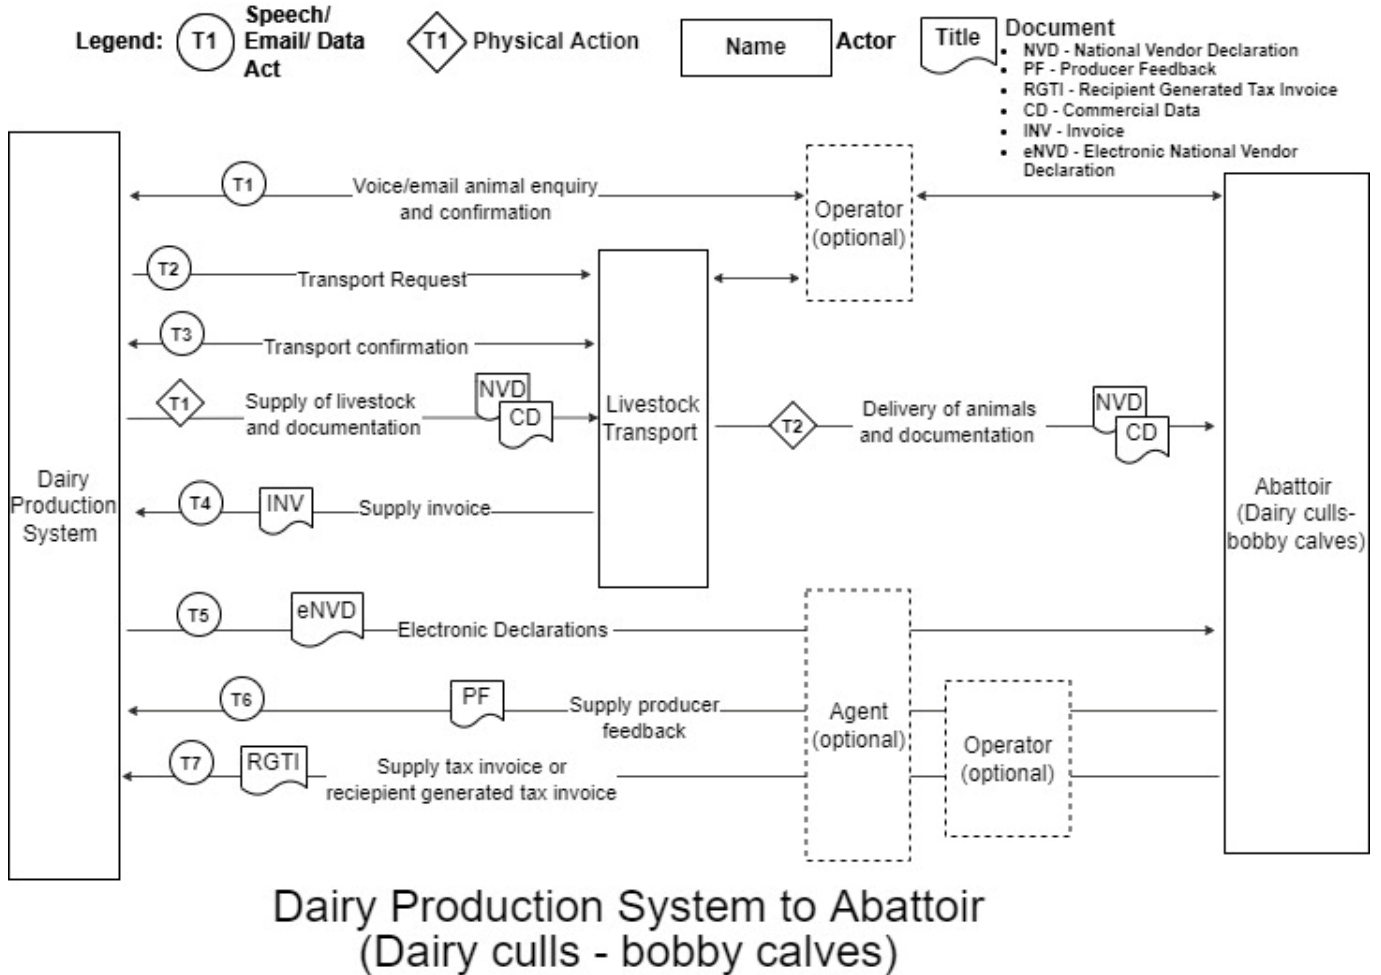 Legend:
T1
Speech/
Email/ Data
Act
T1
Physical Action
Name
Actor
Title
Document
• NVD - National Vendor Declaration
• PF - Producer Feedback
• RGTI - Recipient Generated Tax Invoice
• CD - Commercial Data
• INV - Invoice
• eNVD - Electronic National Vendor
Declaration
T1
Voice/email animal enquiry
and confirmation
Operator
(optional)
T2
Transport Request
T3
Transport confirmation
T1
Supply of livestock
and documentation
NVD
CD
Livestock
Transport
T2
Delivery of animals
and documentation
NVD
CD
Dairy
Production
System
T4
INV
Supply invoice
Abattoir
(Dairy culls-
bobby calves)
T5
eNVD
Electronic Declarations
T6
PF
Supply producer
feedback
Agent
(optional)
Operator
(optional)
T7
RGTI
Supply tax invoice or
reciepient generated tax invoice
Dairy Production System to Abattoir
(Dairy culls - bobby calves)